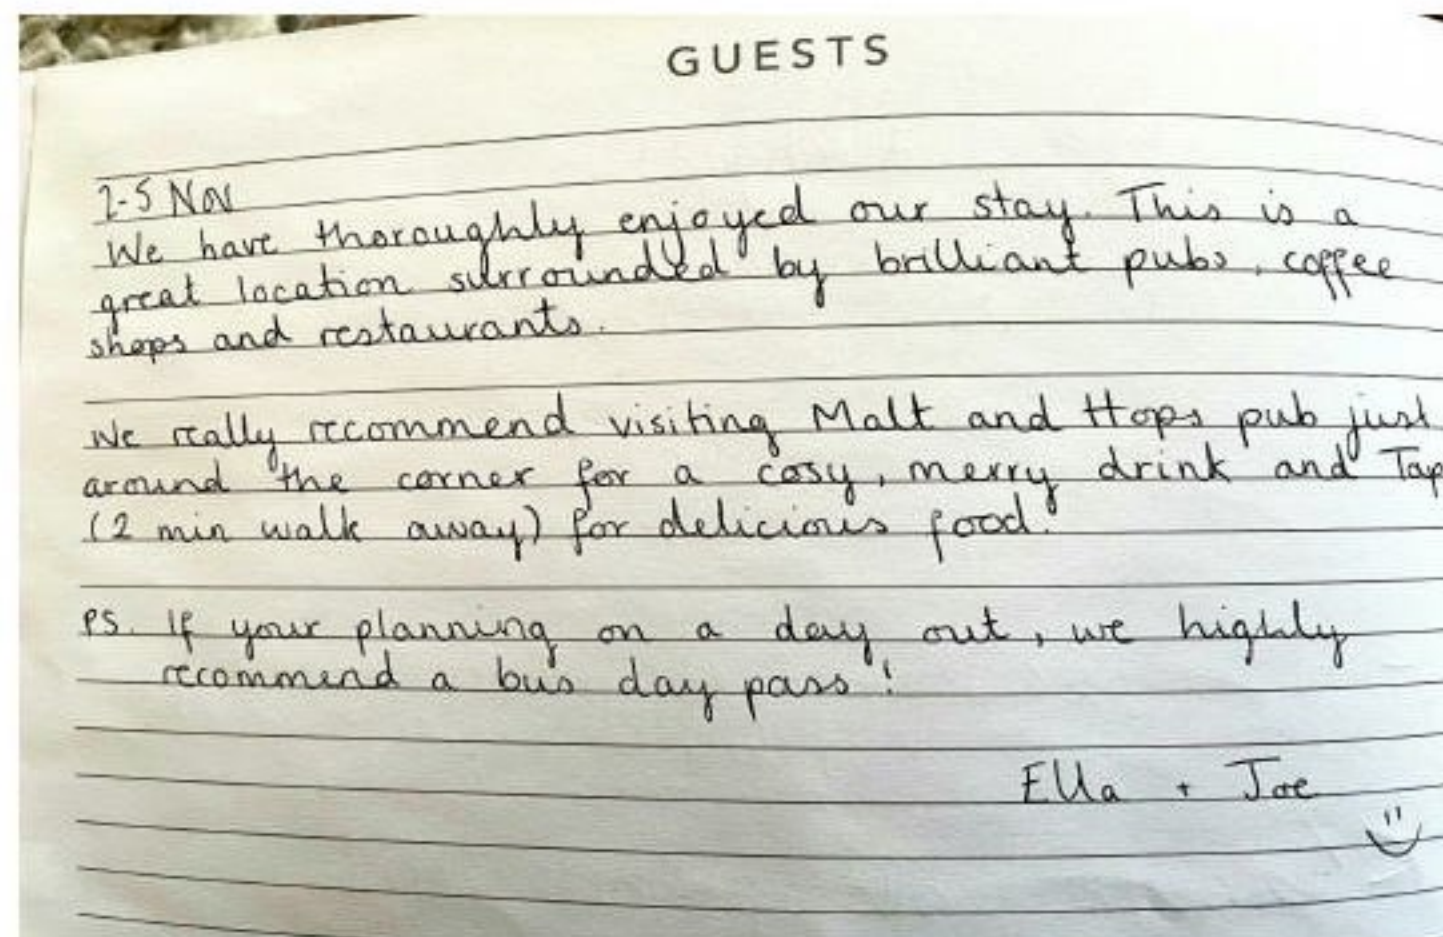 GUESTS
2-5 Nov
We have thoroughly enjoyed our stay. This is a
great location surrounded by brilliant pubs, coffee
shops and restaurants.
We really recommend visiting Malt and Hops pub just
around the corner for a cosy, merry drink and Tap
(2 min walk away) for delicious food!
PS. If your planning on a day out, we highly
recommend a bus day pass!
Ella + Joe